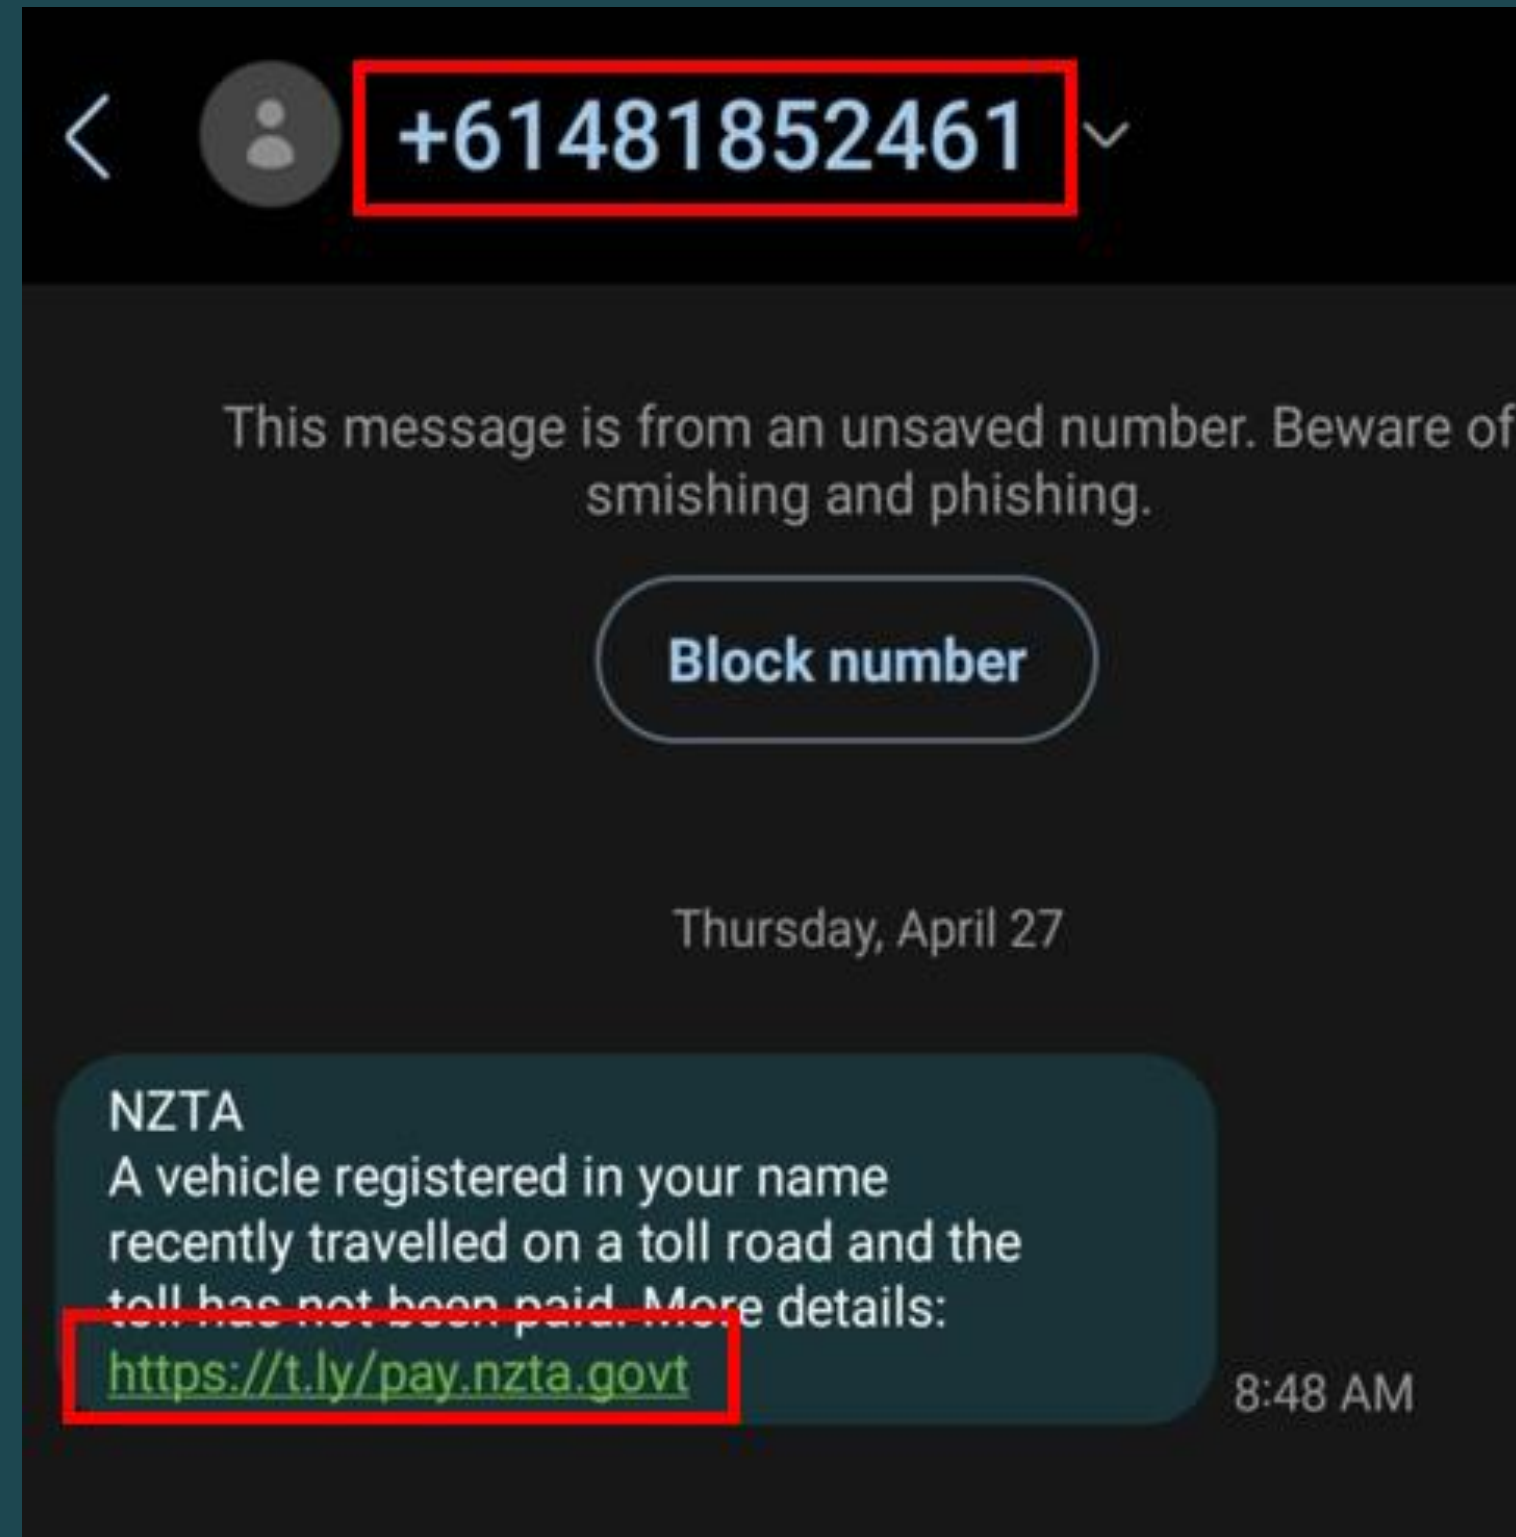 +61481852461
This message is from an unsaved number. Beware of
smishing and phishing.
Block number
Thursday, April 27
NZTA
A vehicle registered in your name
recently travelled on a toll road and the
toll has not been paid. More details:
https://t.ly/pay.nzta.govt
8:48 AM